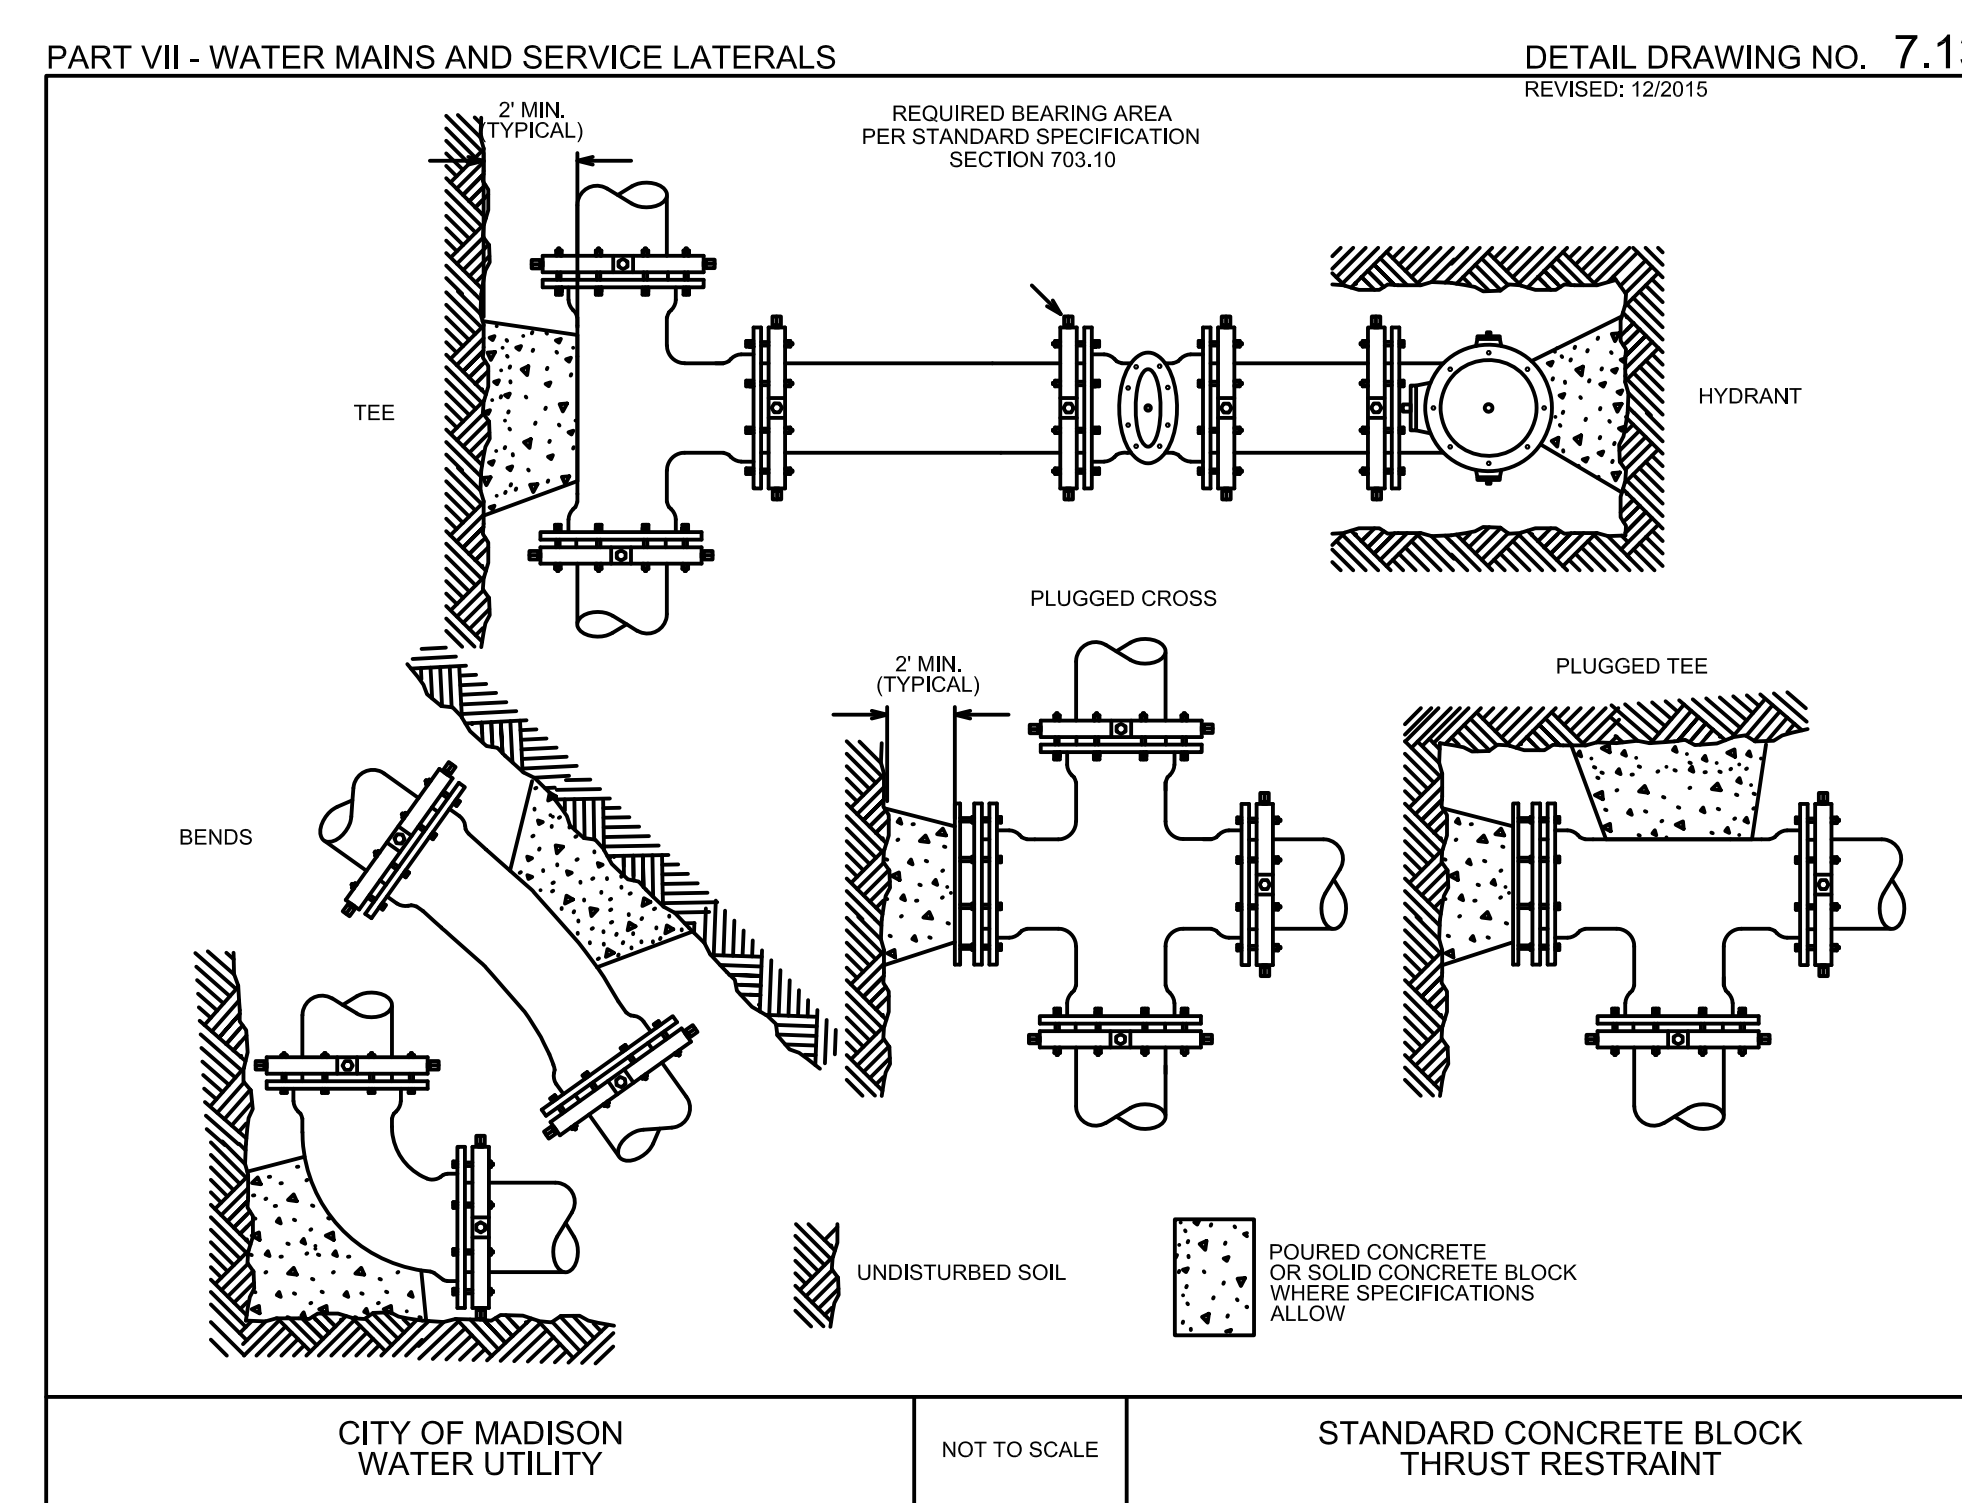 PART VII - WATER MAINS AND SERVICE LATERALS
DETAIL DRAWING NO. 7.13
REVISED: 12/2015
2' MIN.
(TYPICAL)
REQUIRED BEARING AREA
PER STANDARD SPECIFICATION
SECTION 703.10
TEE
HYDRANT
PLUGGED CROSS
2' MIN.
(TYPICAL)
PLUGGED TEE
BENDS
UNDISTURBED SOIL
POURED CONCRETE
OR SOLID CONCRETE BLOCK
WHERE SPECIFICATIONS
ALLOW
CITY OF MADISON
WATER UTILITY
NOT TO SCALE
STANDARD CONCRETE BLOCK
THRUST RESTRAINT